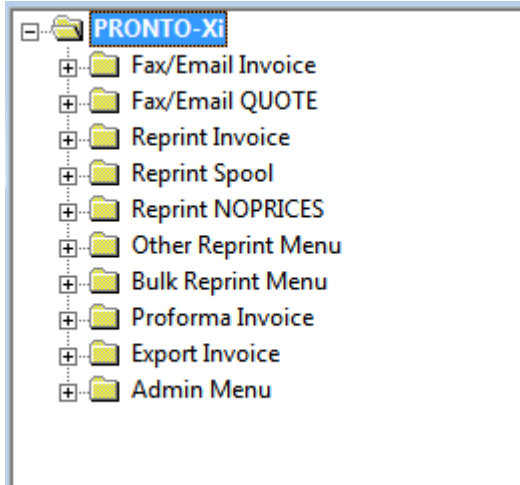 PRONTO-Xi
Fax/Email Invoice
Fax/Email QUOTE
Reprint Invoice
Reprint Spool
Reprint NOPRICES
Other Reprint Menu
Bulk Reprint Menu
Proforma Invoice
Export Invoice
Admin Menu